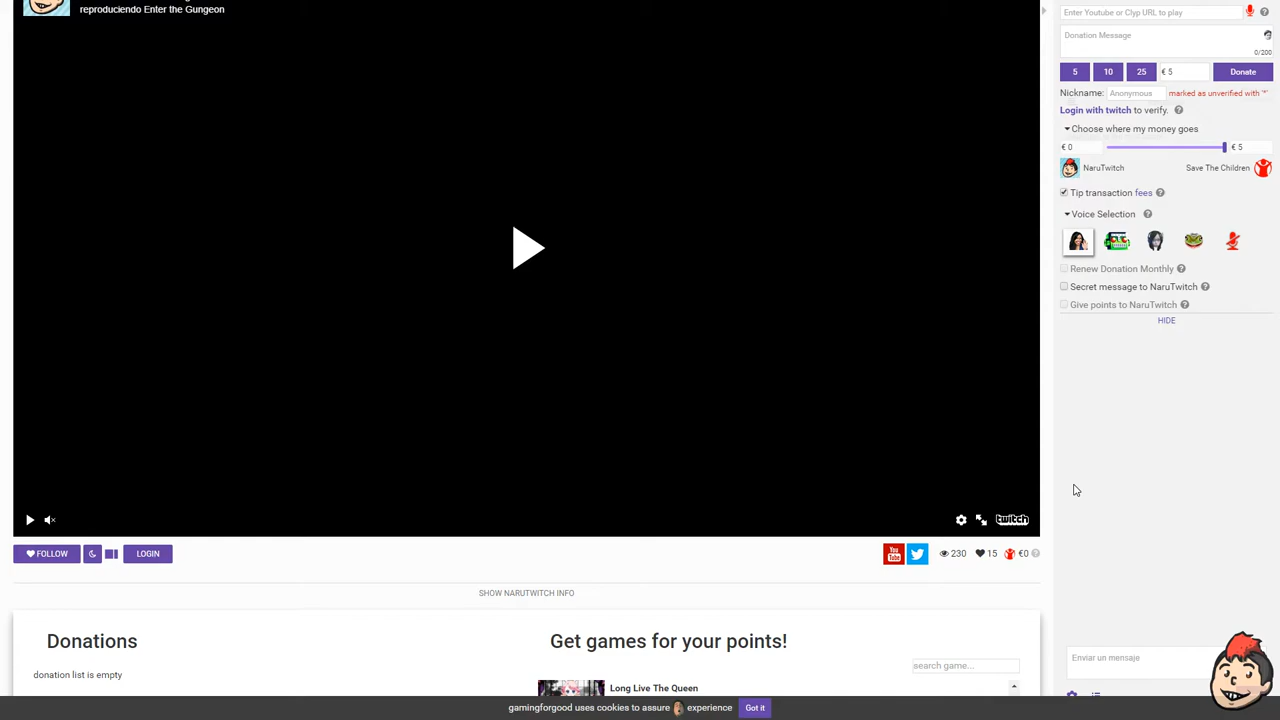 reproduciendo Enter the Gungeon
Enter Youtube or Clyp URL to play
Donation Message
0/200
5 10 25 € 5 Donate
Nickname: Anonymous marked as unverified with '*'
Login with twitch to verify.
Choose where my money goes
€ 0 € 5
NaruTwitch Save The Children
Tip transaction fees
Voice Selection
Renew Donation Monthly
Secret message to NaruTwitch
Give points to NaruTwitch
HIDE
twitch
FOLLOW LOGIN You Tube 230 15 €0
SHOW NARUTWITCH INFO
Donations
Get games for your points!
search game...
donation list is empty
Long Live The Queen
Enviar un mensaje
gamingforgood uses cookies to assure experience Got it